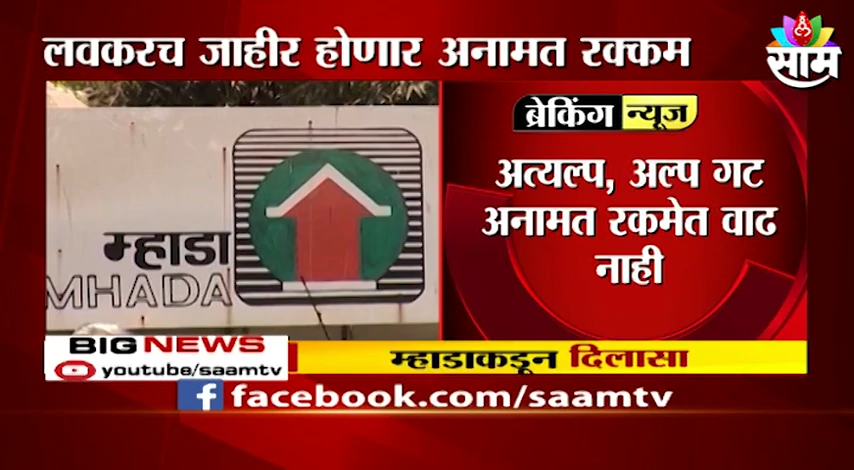 लवकरच जाहीर होणार अनामत रक्कम
साम
ब्रेकिंग न्यूज
अत्यल्प, अल्प गट
अनामत रकमेत वाढ
नाही
म्हाडा
MHADA
BIG NEWS
youtube/saamtv
म्हाडाकडून दिलासा
facebook.com/saamtv